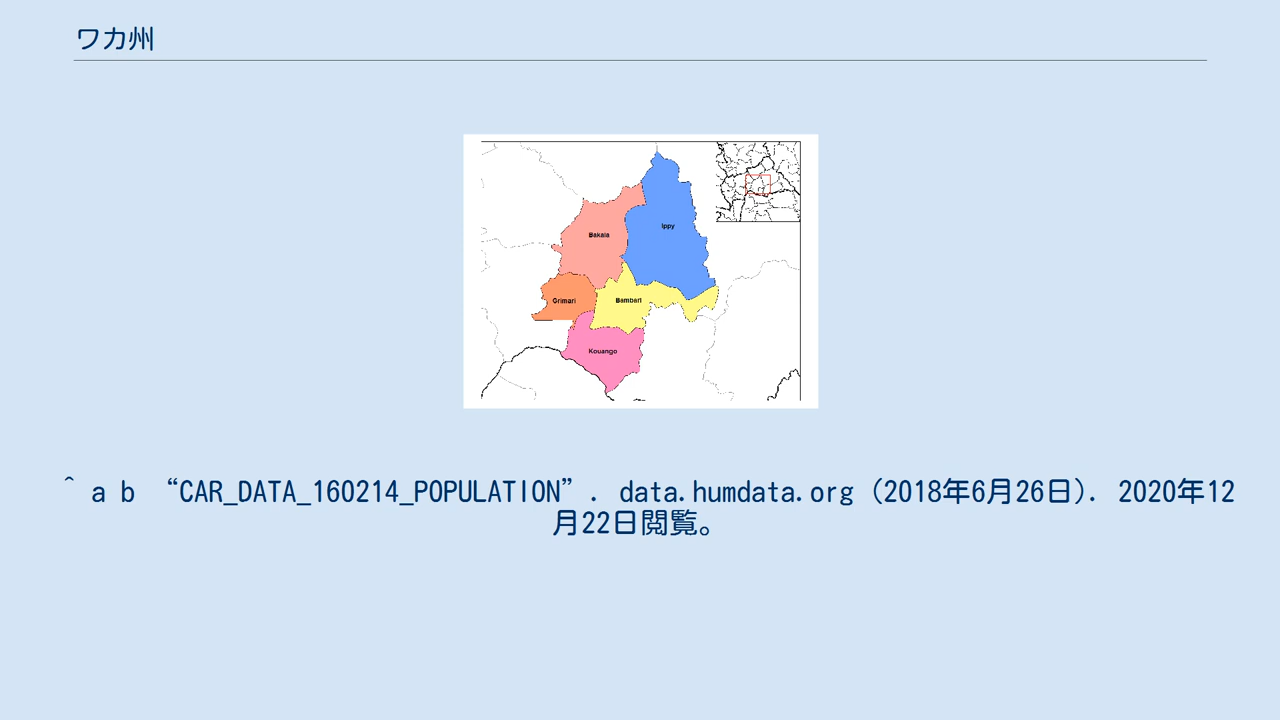 ワカ州
Bakala
Ippy
Grimari
Bambari
Kouango
^ a b “CAR_DATA_160214_POPULATION”. data.humdata.org (2018年6月26日). 2020年12
月22日閲覧。